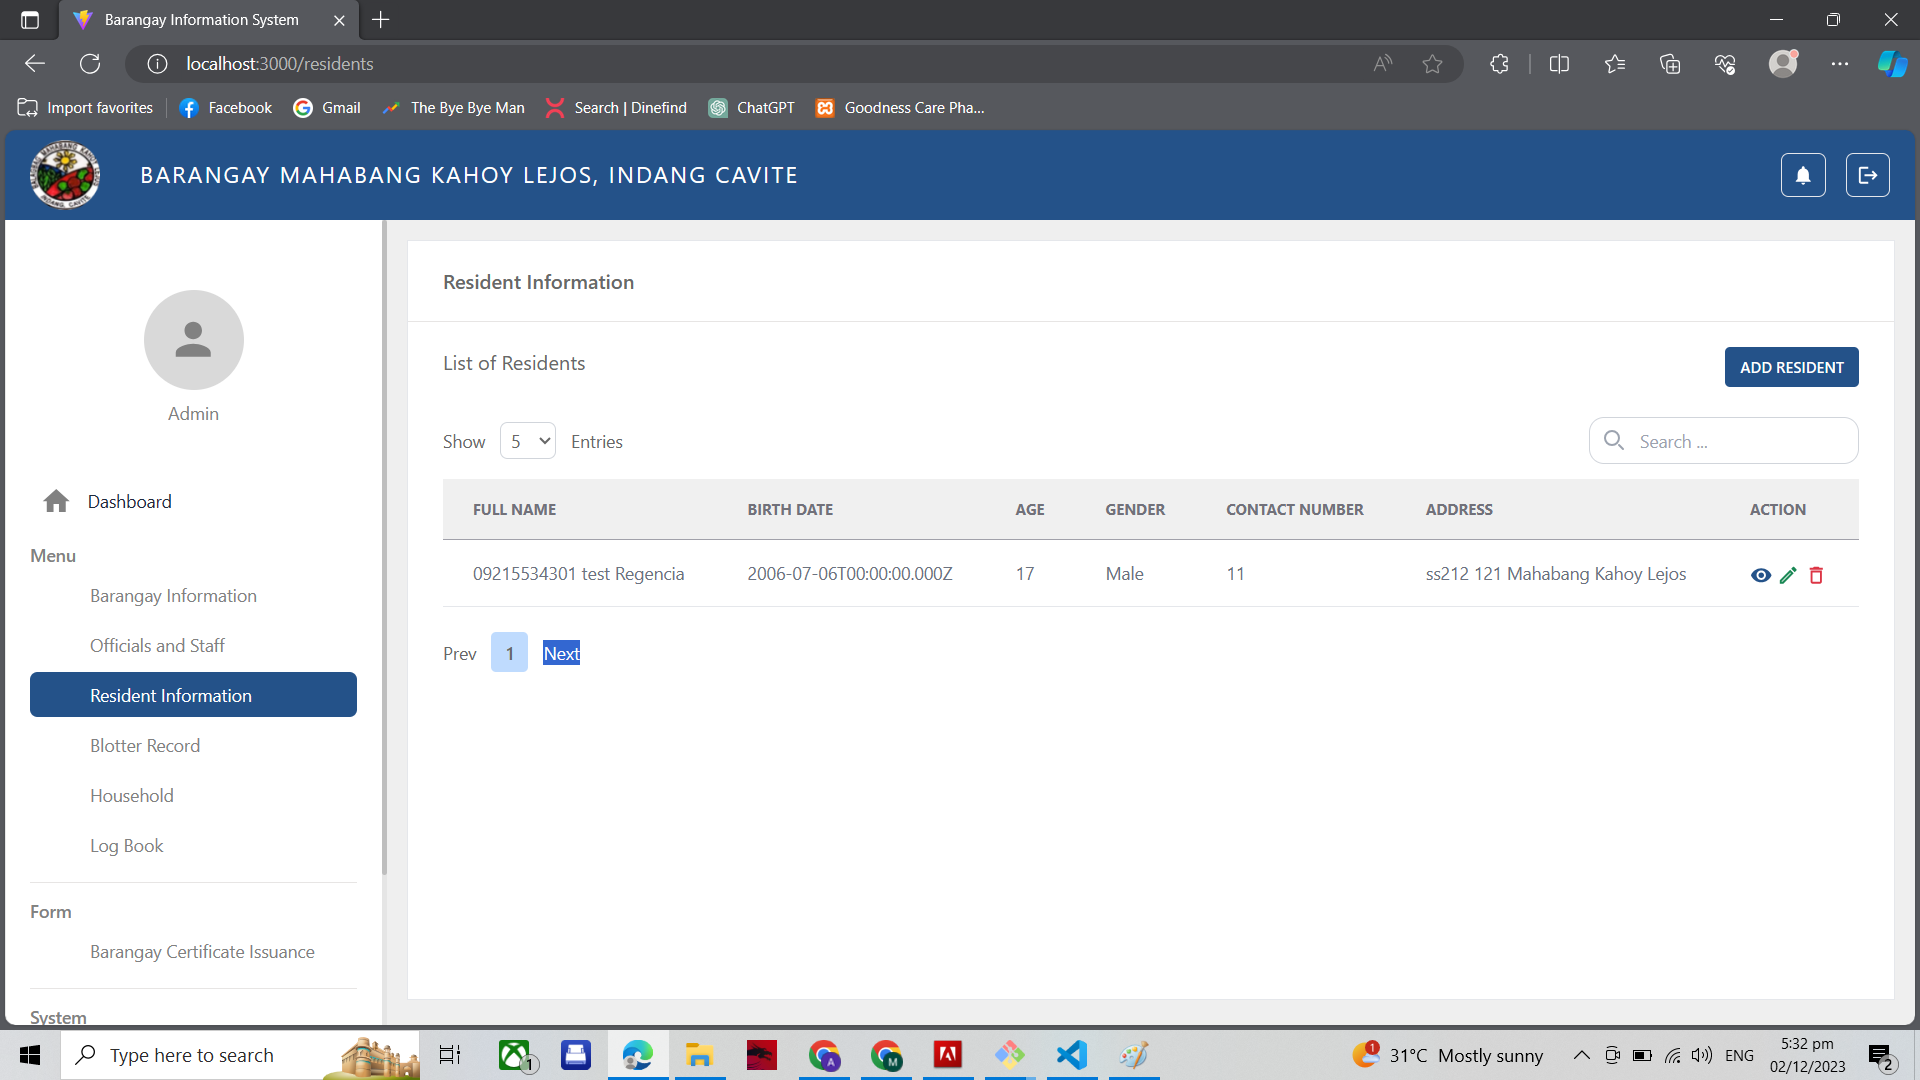 Barangay Information System
localhost:3000/residents
Import favorites
Facebook
Gmail
The Bye Bye Man
Search | Dinefind
ChatGPT
Goodness Care Pha...
BARANGAY MAHABANG KAHOY LEJOS, INDANG CAVITE
Admin
Dashboard
Menu
Barangay Information
Officials and Staff
Resident Information
Blotter Record
Household
Log Book
Form
Barangay Certificate Issuance
System
Resident Information
List of Residents
ADD RESIDENT
Show 5 Entries
Search ...
FULL NAME BIRTH DATE AGE GENDER CONTACT NUMBER ADDRESS ACTION
09215534301 test Regencia 2006-07-06T00:00:00.000Z 17 Male 11 ss212 121 Mahabang Kahoy Lejos
Prev 1 Next
Type here to search
1
A
M
1
31°C Mostly sunny
ENG
5:32 pm
02/12/2023
2